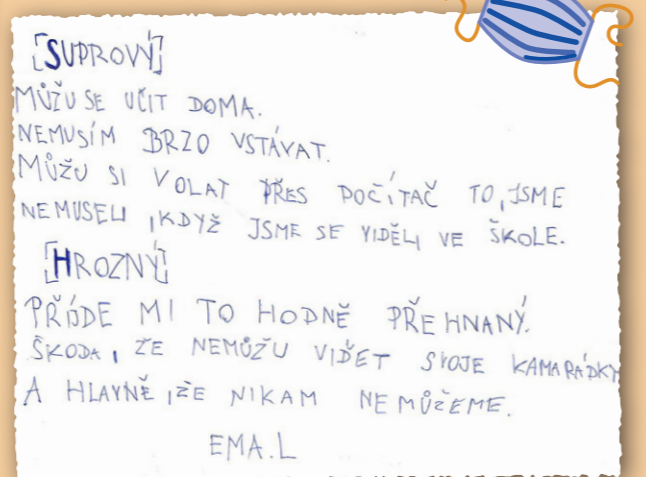 [SUPROVÝ]
MŮŽU SE UČIT DOMA.
NEMUSÍM BRZO VSTÁVAT.
MŮŽU SI VOLAT PŘES POČÍTAČ TO, JSME
NEMUSELI, KDYŽ JSME SE VIDĚLI VE ŠKOLE.
[HROZNÝ]
PŘÍJDE MI TO HODNĚ PŘEHNANÝ.
ŠKODA, ŽE NEMŮŽU VIDĚT SVOJE KAMARÁDKY
A HLAVNĚ, ŽE NIKAM NEMŮŽEME.
EMA.L